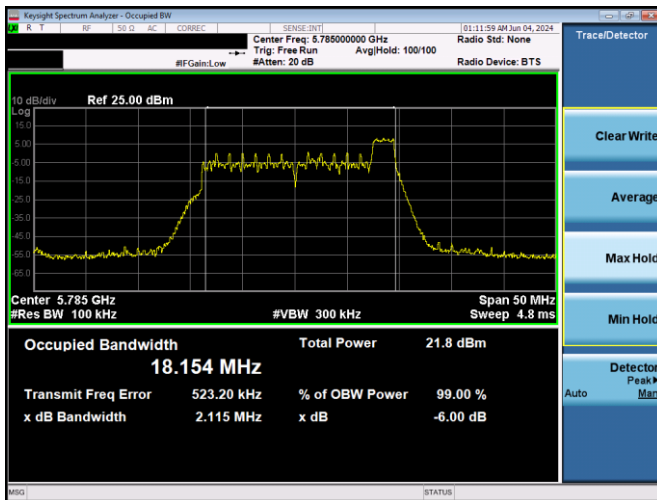 Keysight Spectrum Analyzer - Occupied BW
R T RF 50 Ω AC CORREC SENSE:INT 01:11:59 AM Jun 04, 2024
Center Freq: 5.785000000 GHz Radio Std: None
Trig: Free Run Avg|Hold: 100/100
#IFGain:Low #Atten: 20 dB Radio Device: BTS
Trace/Detector
10 dB/div Ref 25.00 dBm
Log
15.0
5.00
-5.00
-15.0
-25.0
-35.0
-45.0
-55.0
-65.0
Center 5.785 GHz Span 50 MHz
#Res BW 100 kHz #VBW 300 kHz Sweep 4.8 ms
Occupied Bandwidth Total Power 21.8 dBm
18.154 MHz
Transmit Freq Error 523.20 kHz % of OBW Power 99.00 %
x dB Bandwidth 2.115 MHz x dB -6.00 dB
Clear Write
Average
Max Hold
Min Hold
Detector
Peak▶
Auto Man
MSG STATUS